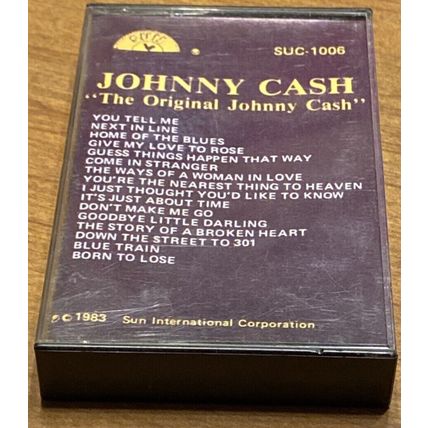 SUN
SUC-1006
JOHNNY CASH
"The Original Johnny Cash"
YOU TELL ME
NEXT IN LINE
HOME OF THE BLUES
GIVE MY LOVE TO ROSE
GUESS THINGS HAPPEN THAT WAY
COME IN STRANGER
THE WAYS OF A WOMAN IN LOVE
YOU'RE THE NEAREST THING TO HEAVEN
I JUST THOUGHT YOU'D LIKE TO KNOW
IT'S JUST ABOUT TIME
DON'T MAKE ME GO
GOODBYE LITTLE DARLING
THE STORY OF A BROKEN HEART
DOWN THE STREET TO 301
BLUE TRAIN
BORN TO LOSE
℗ © 1983 Sun International Corporation